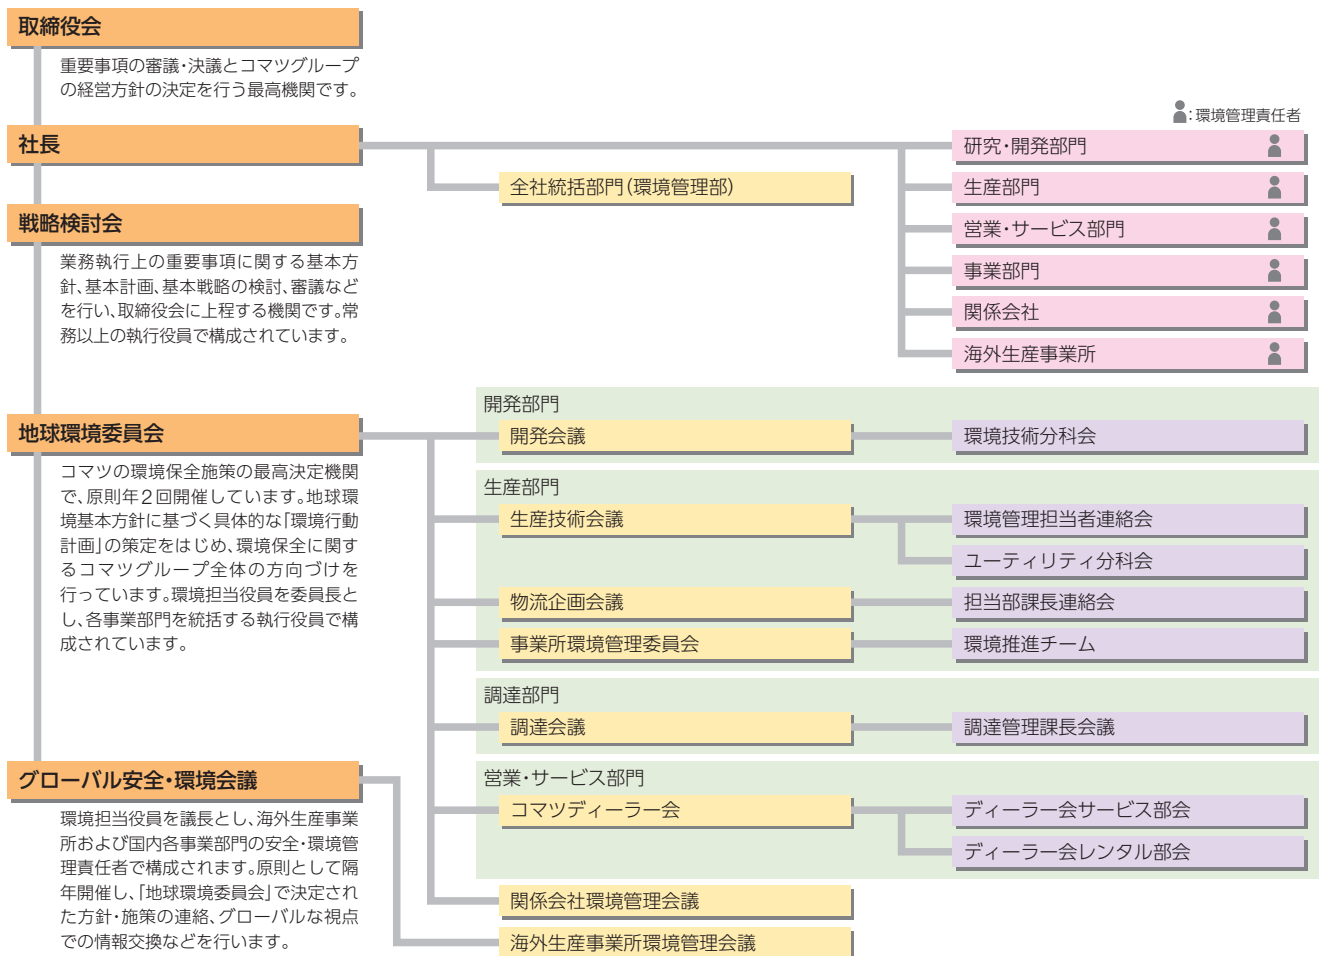 取締役会
重要事項の審議・決議とコマツグループ
の経営方針の決定を行う最高機関です。
:環境管理責任者
社長
研究・開発部門
全社統括部門(環境管理部)
生産部門
営業・サービス部門
事業部門
関係会社
海外生産事業所
戦略検討会
業務執行上の重要事項に関する基本方
針、基本計画、基本戦略の検討、審議など
を行い、取締役会に上程する機関です。常
務以上の執行役員で構成されています。
地球環境委員会
コマツの環境保全施策の最高決定機関
で、原則年2回開催しています。地球環
境基本方針に基づく具体的な「環境行動
計画」の策定をはじめ、環境保全に関す
るコマツグループ全体の方向づけを
行っています。環境担当役員を委員長と
し、各事業部門を統括する執行役員で構
成されています。
開発部門
開発会議
環境技術分科会
生産部門
生産技術会議
環境管理担当者連絡会
ユーティリティ分科会
物流企画会議
担当部課長連絡会
事業所環境管理委員会
環境推進チーム
調達部門
調達会議
調達管理課長会議
営業・サービス部門
コマツディーラー会
ディーラー会サービス部会
ディーラー会レンタル部会
関係会社環境管理会議
グローバル安全・環境会議
環境担当役員を議長とし、海外生産事業
所および国内各事業部門の安全・環境管
理責任者で構成されます。原則として隔
年開催し、「地球環境委員会」で決定され
た方針・施策の連絡、グローバルな視点
での情報交換などを行います。
海外生産事業所環境管理会議